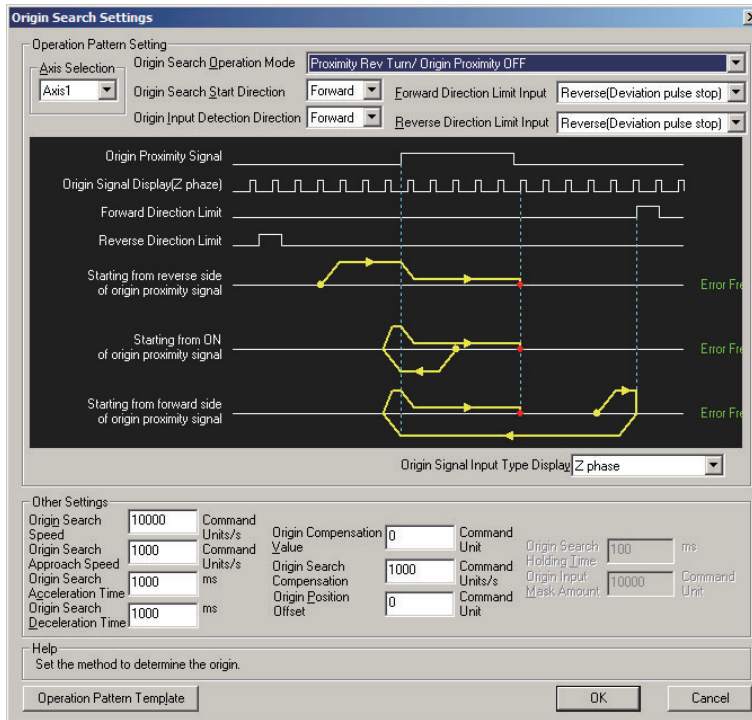 Origin Search Settings
Operation Pattern Setting
Axis Selection
Axis1
Origin Search Operation Mode
Proximity Rev Turn/ Origin Proximity OFF
Origin Search Start Direction
Forward
Forward Direction Limit Input
Reverse(Deviation pulse stop)
Origin Input Detection Direction
Forward
Reverse Direction Limit Input
Reverse(Deviation pulse stop)
Origin Proximity Signal
Origin Signal Display(Z phaze)
Forward Direction Limit
Reverse Direction Limit
Starting from reverse side
of origin proximity signal
Error Fre
Starting from ON
of origin proximity signal
Error Fre
Starting from forward side
of origin proximity signal
Error Fre
Origin Signal Input Type Display
Z phase
Other Settings
Origin Search
Speed
10000
Command
Units/s
Origin Search
Approach Speed
1000
Command
Units/s
Origin Search
Acceleration Time
1000
ms
Origin Search
Deceleration Time
1000
ms
Origin Compensation
Value
0
Command
Unit
Origin Search
Compensation
1000
Command
Units/s
Origin Position
Offset
0
Command
Unit
Origin Search
Holding Time
100
ms
Origin Input
Mask Amount
10000
Command
Unit
Help
Set the method to determine the origin.
Operation Pattern Template
OK
Cancel